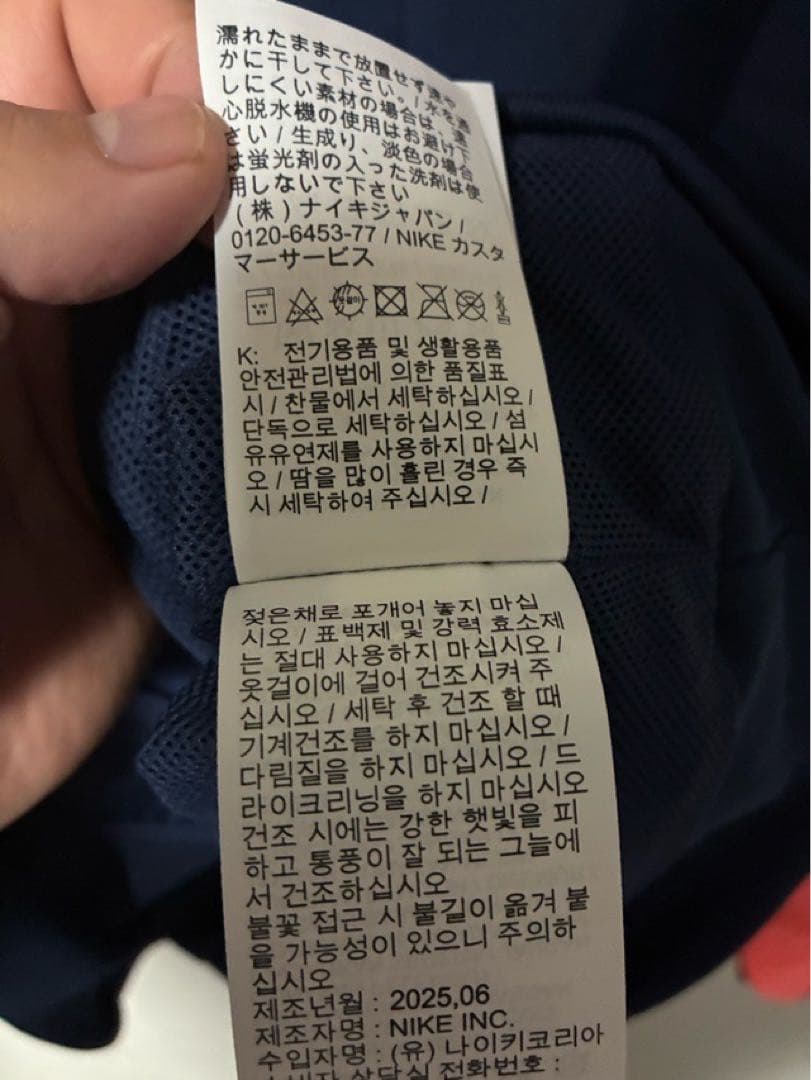 濡れたままで放置せず速や
かに干して下さい。/ 水を通
しにくい素材の場合は、遠
心脱水機の使用はお避け下
さい / 生成り、淡色の場合
は蛍光剤の入った洗剤は使
用しないで下さい
(株) ナイキジャパン /
0120-6453-77 / NIKE カスタ
マーサービス
K: 전기용품 및 생활용품
안전관리법에 의한 품질표
시 / 찬물에서 세탁하십시오 /
단독으로 세탁하십시오 / 섬
유유연제를 사용하지 마십시
오 / 땀을 많이 흘린 경우 즉
시 세탁하여 주십시오 /
젖은채로 포개어 놓지 마십
시오 / 표백제 및 강력 효소제
는 절대 사용하지 마십시오 /
옷걸이에 걸어 건조시켜 주
십시오 / 세탁 후 건조 할 때
기계건조를 하지 마십시오 /
다림질을 하지 마십시오 / 드
라이크리닝을 하지 마십시오
건조 시에는 강한 햇빛을 피
하고 통풍이 잘 되는 그늘에
서 건조하십시오
불꽃 접근 시 불길이 옮겨 붙
을 가능성이 있으니 주의하
십시오
제조년월 : 2025,06
제조자명 : NIKE INC.
수입자명 : (유) 나이키코리아
소비자 상담실 전화번호 :